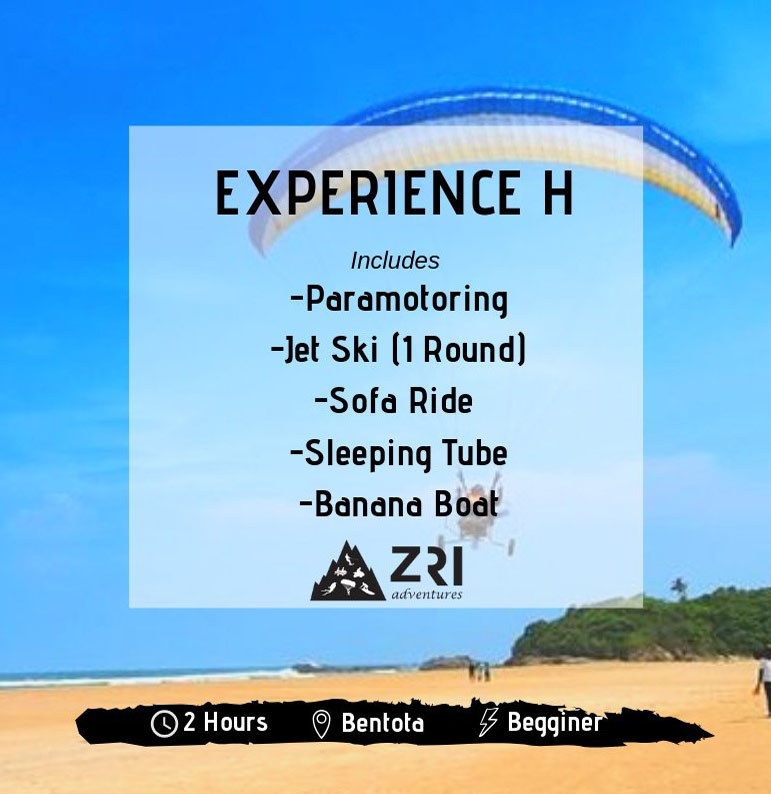 EXPERIENCE H
Includes
-Paramotoring
-Jet Ski (1 Round)
-Sofa Ride
-Sleeping Tube
-Banana Boat
ZRI
adventures
2 Hours Bentota Begginer